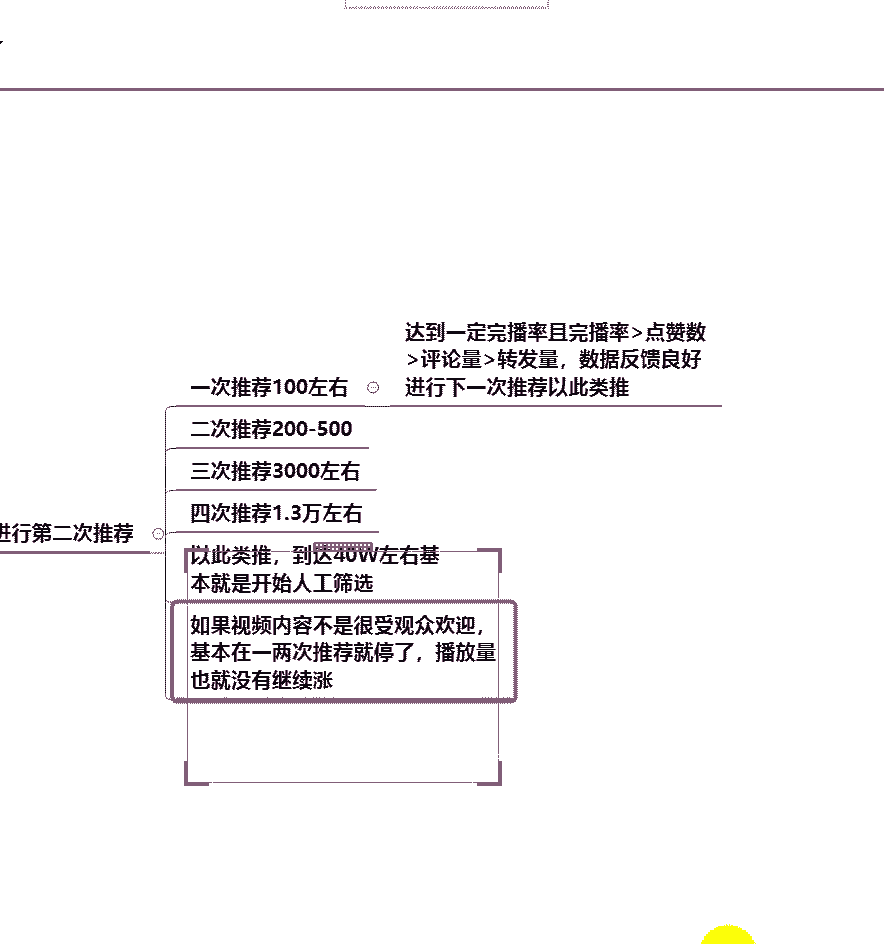 达到一定完播率且完播率>点赞数
>评论量>转发量，数据反馈良好
进行下一次推荐以此类推
一次推荐100左右
二次推荐200-500
三次推荐3000左右
四次推荐1.3万左右
进行第二次推荐
以此类推，到达40W左右基
本就是开始人工筛选
如果视频内容不是很受观众欢迎，
基本在一两次推荐就停了，播放量
也就没有继续涨